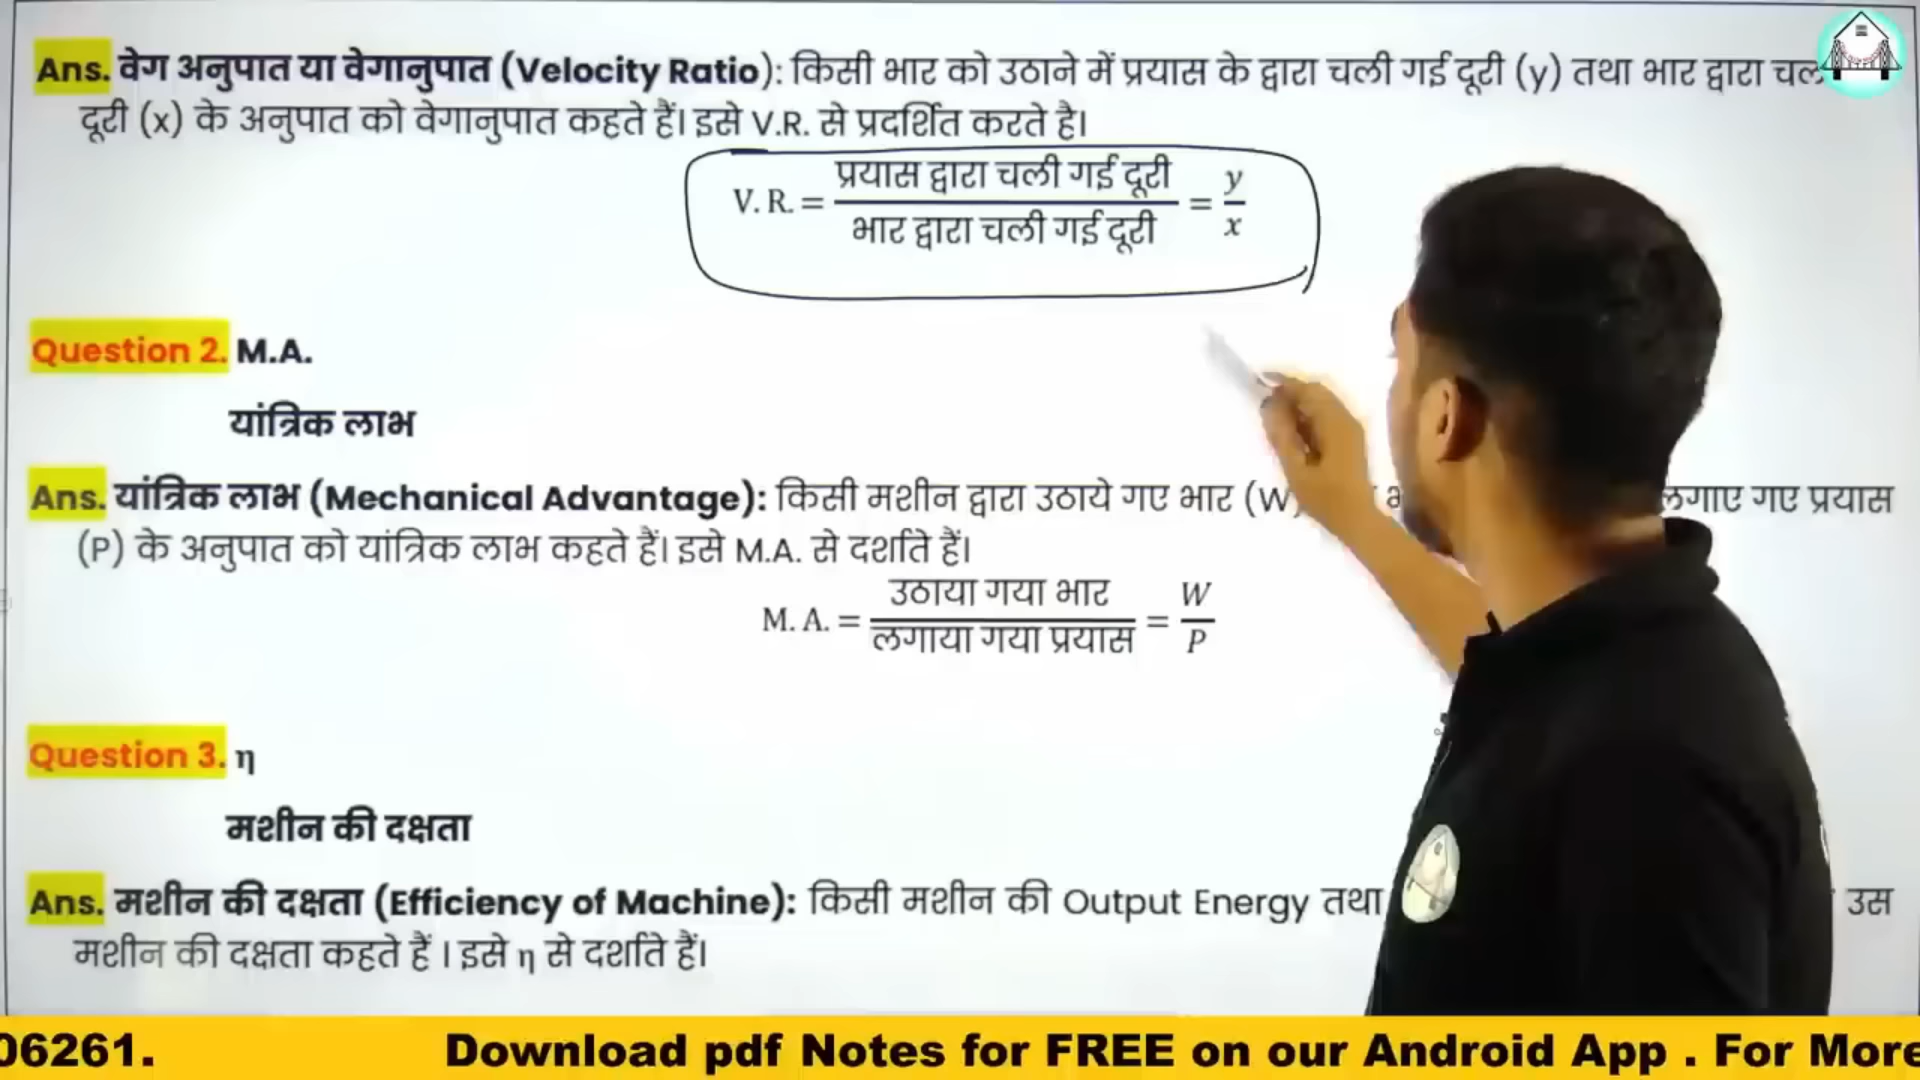 Ans. वेग अनुपात या वेगानुपात (Velocity Ratio): किसी भार को उठाने में प्रयास के द्वारा चली गई दूरी (y) तथा भार द्वारा
दूरी (x) के अनुपात को वेगानुपात कहते हैं। इसे V.R. से प्रदर्शित करते है।
V. R. = प्रयास द्वारा चली गई दूरी / भार द्वारा चली गई दूरी = y / x
Question 2. M.A.
यांत्रिक लाभ
Ans. यांत्रिक लाभ (Mechanical Advantage): किसी मशीन द्वारा उठाये गए भार (W) लगाए गए प्रयास
(P) के अनुपात को यांत्रिक लाभ कहते हैं। इसे M.A. से दर्शाते हैं।
M. A. = उठाया गया भार / लगाया गया प्रयास = W / P
Question 3. η
मशीन की दक्षता
Ans. मशीन की दक्षता (Efficiency of Machine): किसी मशीन की Output Energy तथा उस
मशीन की दक्षता कहते हैं । इसे η से दर्शाते हैं।
06261. Download pdf Notes for FREE on our Android App . For More